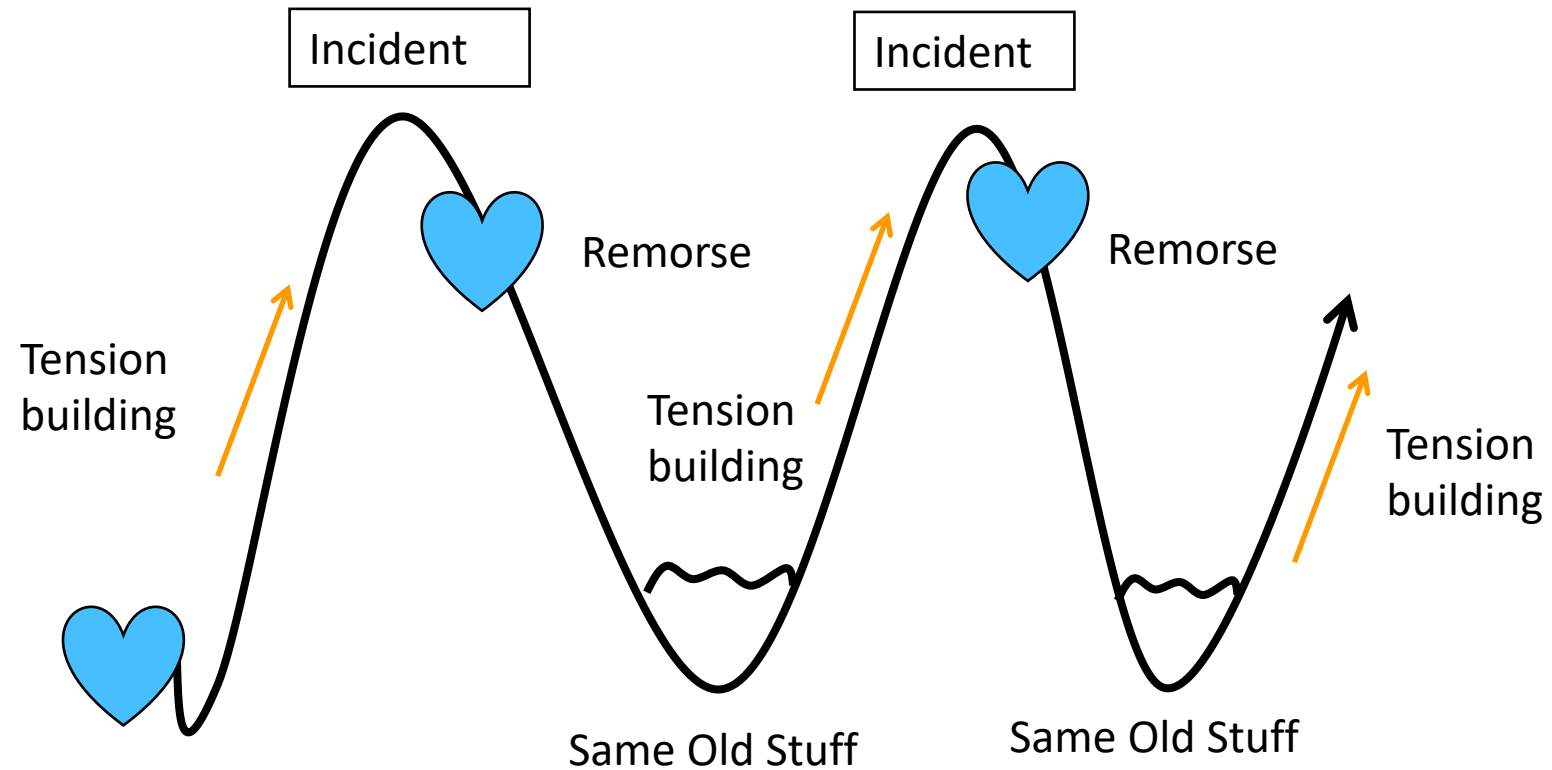 Incident
Incident
Remorse
Remorse
Tension
building
Tension
building
Tension
building
Same Old Stuff
Same Old Stuff